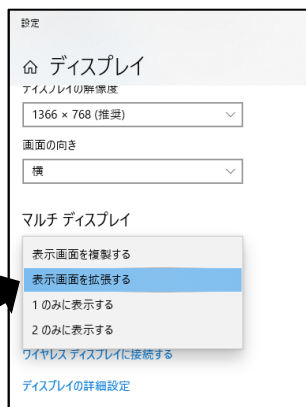 設定
ディスプレイ
ディスプレイの解像度
1366 × 768 (推奨)
画面の向き
横
マルチ ディスプレイ
表示画面を複製する
表示画面を拡張する
1 のみに表示する
2 のみに表示する
ワイヤレス ディスプレイに接続する
ディスプレイの詳細設定